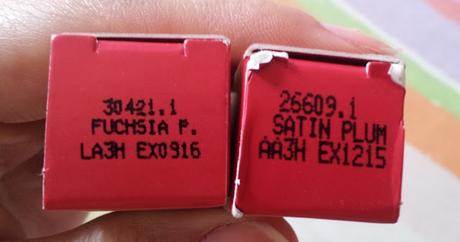 30421.1
FUCHSIA P.
LA3H EX0916
26609.1
SATIN PLUM
AA3H EX1215